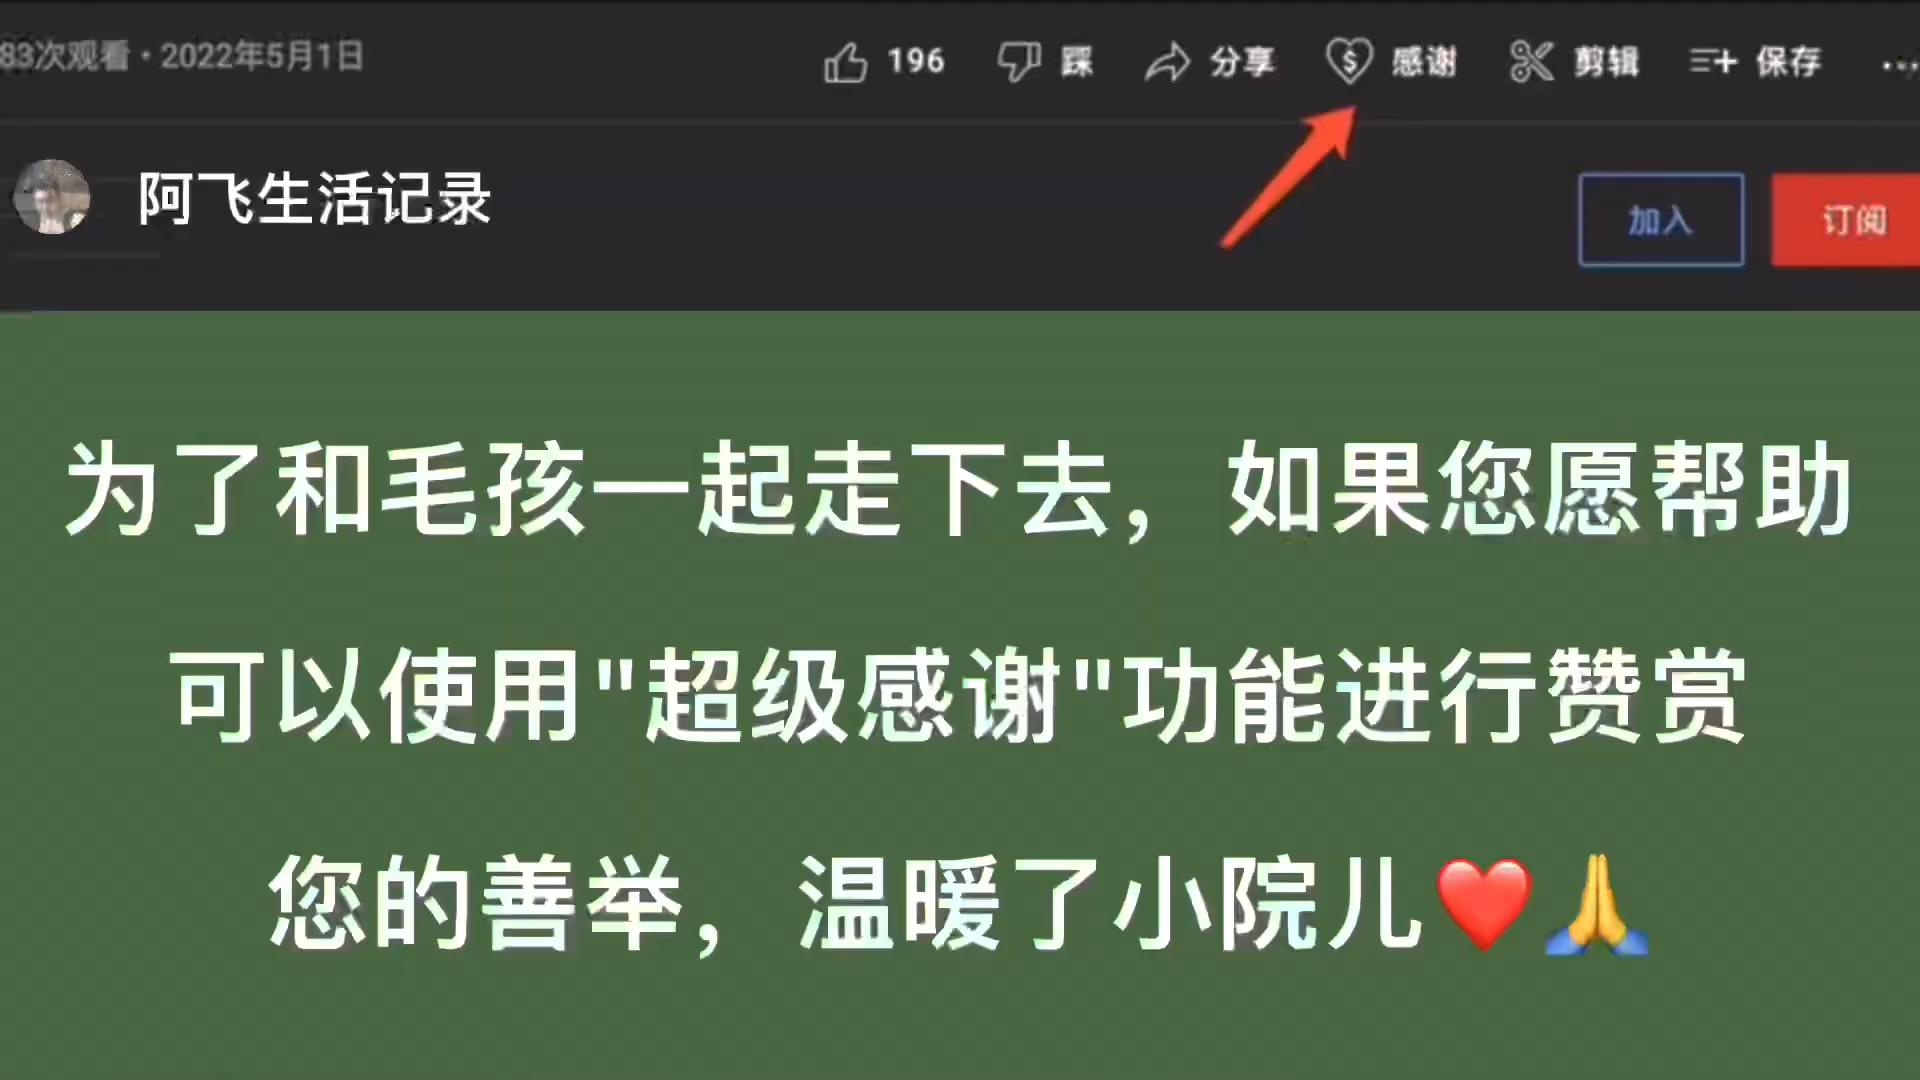 83次观看・2022年5月1日
196 踩 分享 感谢 剪辑 保存 ...
阿飞生活记录
加入 订阅
为了和毛孩一起走下去，如果您愿帮助
可以使用"超级感谢"功能进行赞赏
您的善举，温暖了小院儿❤️🙏